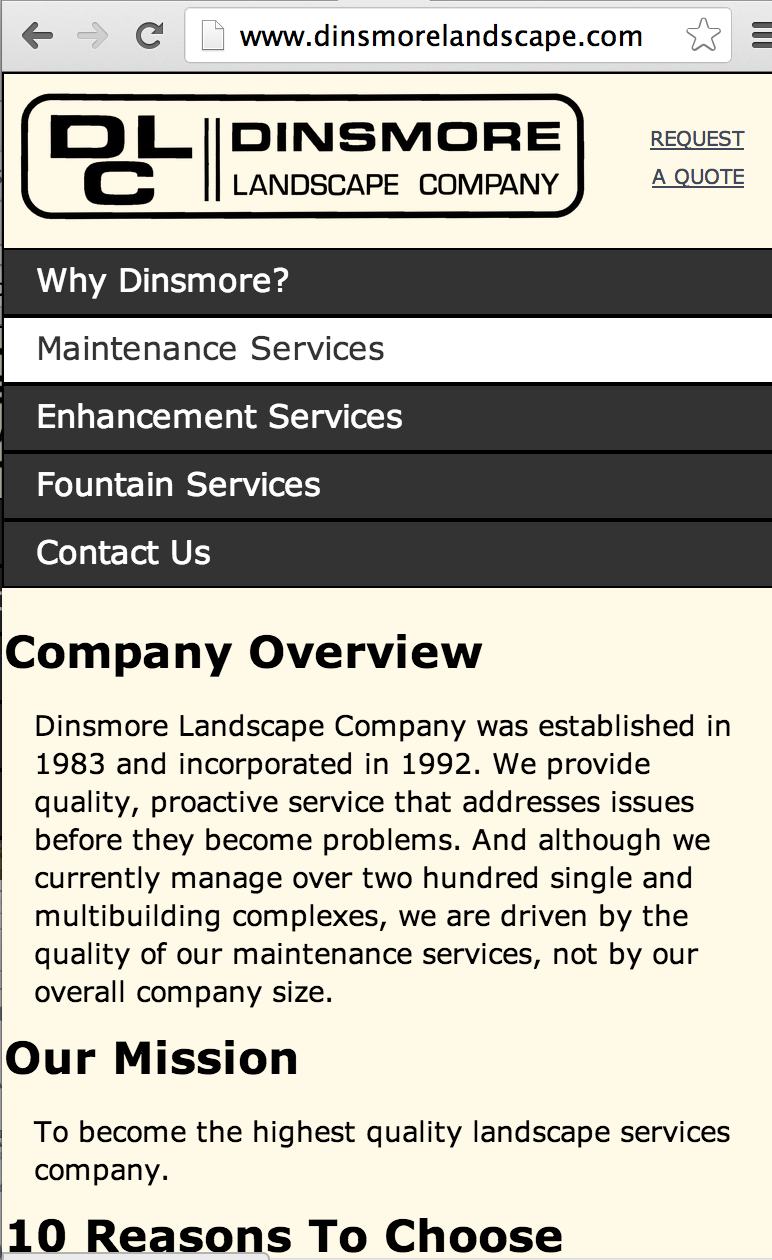 www.dinsmorelandscape.com
DLC DINSMORE
LANDSCAPE COMPANY
REQUEST
A QUOTE
Why Dinsmore?
Maintenance Services
Enhancement Services
Fountain Services
Contact Us
Company Overview
Dinsmore Landscape Company was established in
1983 and incorporated in 1992. We provide
quality, proactive service that addresses issues
before they become problems. And although we
currently manage over two hundred single and
multibuilding complexes, we are driven by the
quality of our maintenance services, not by our
overall company size.
Our Mission
To become the highest quality landscape services
company.
10 Reasons To Choose